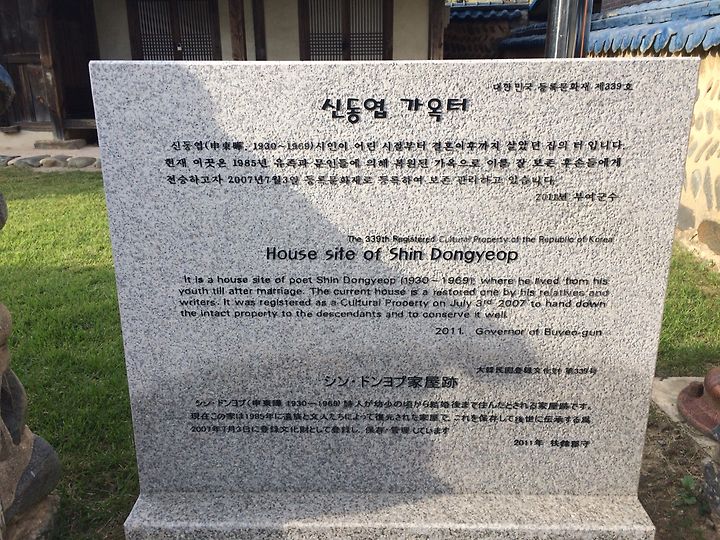 대한민국 등록문화재 제339호
신동엽 가옥터
신동엽(申東曄, 1930~1969)시인이 어린 시절부터 결혼이후까지 살았던 집의 터 입니다.
현재 이곳은 1985년 유족과 문인들에 의해 복원된 가옥으로 이를 잘 보존 후손들에게
전승하고자 2007년7월3일 등록문화재로 등록하여 보존 관리하고 있습니다.
2011년 부여군수
The 339th Registered Cultural Property of the Republic of Korea
House site of Shin Dongyeop
It is a house site of poet Shin Dongyeop (1930~1969), where he lived from his
youth till after marriage. The current house is a restored one by his relatives and
writers. It was registered as a Cultural Property on July 3rd 2007 to hand down
the intact property to the descendants and to conserve it well.
2011. Governor of Buyeo-gun
大韓民国登録文化財 第339号
シン・ドンヨプ家屋跡
シン・ドンヨプ(申東曄 1930~1969)詩人が幼少の頃から結婚後まで住んだとされる家屋跡です。
現在この家は1985年に遺族と文人たちによって復元された家屋で、これを保存して後世に伝承する為
2007年7月3日に登録文化財として登録し、保存・管理しています
2011年 扶餘郡守